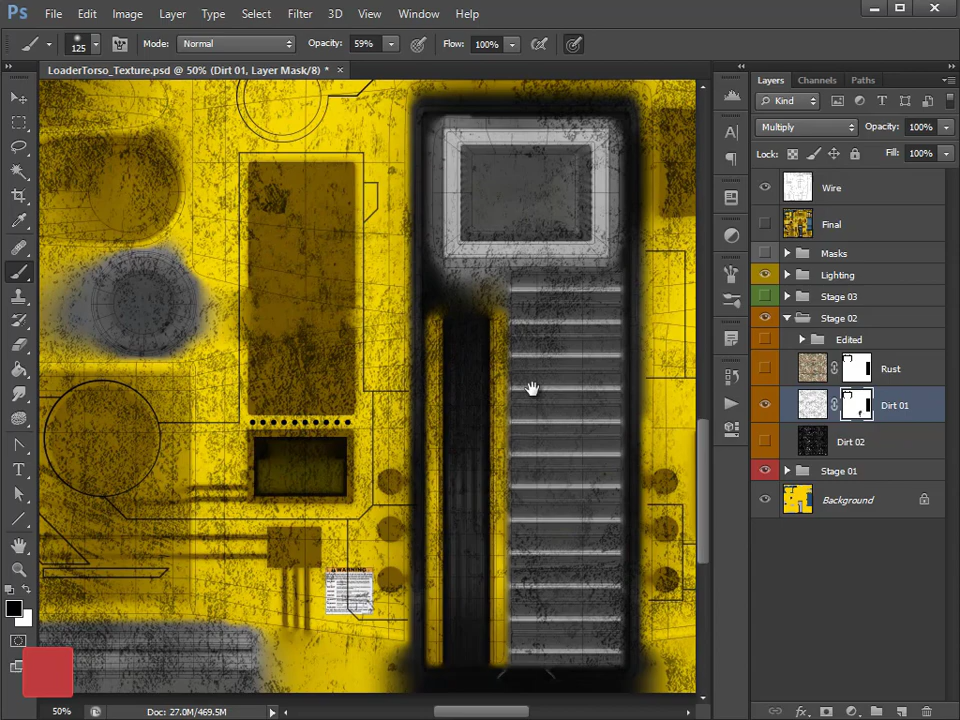 Ps File Edit Image Layer Type Select Filter 3D View Window Help
125 Mode: Normal Opacity: 59% Flow: 100%
LoaderTorso_Texture.psd @ 50% (Dirt 01, Layer Mask/8) * ×
Layers Channels Paths
Kind
Multiply Opacity: 100%
Lock: Fill: 100%
Wire
Final
Masks
Lighting
Stage 03
Stage 02
Edited
Rust
Dirt 01
Dirt 02
Stage 01
Background
WARNING
50% Doc: 27.0M/469.5M